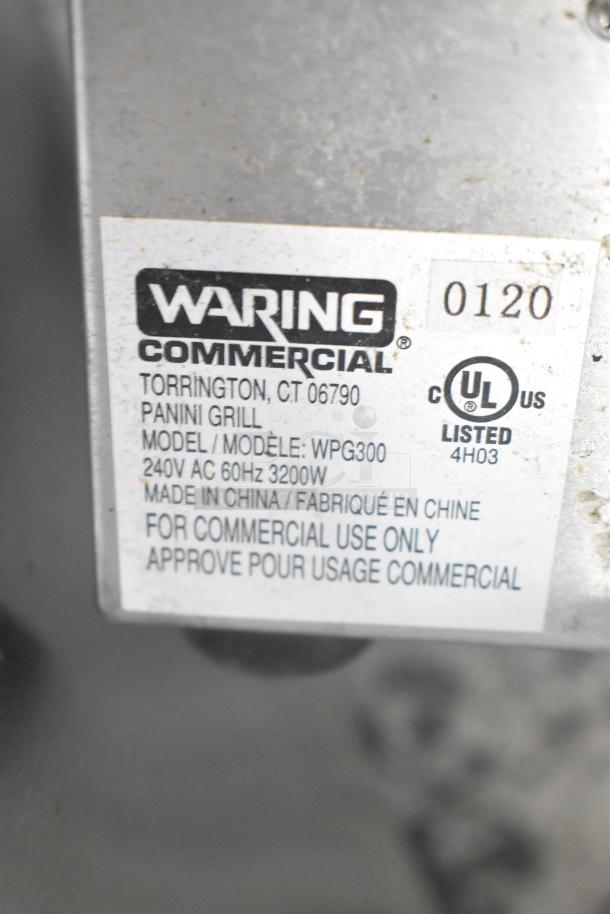 WARING®
COMMERCIAL
0120
TORRINGTON, CT 06790
PANINI GRILL
MODEL / MODÈLE: WPG300
240V AC 60Hz 3200W
MADE IN CHINA / FABRIQUÉ EN CHINE
FOR COMMERCIAL USE ONLY
APPROVE POUR USAGE COMMERCIAL
C UL® US
LISTED
4H03